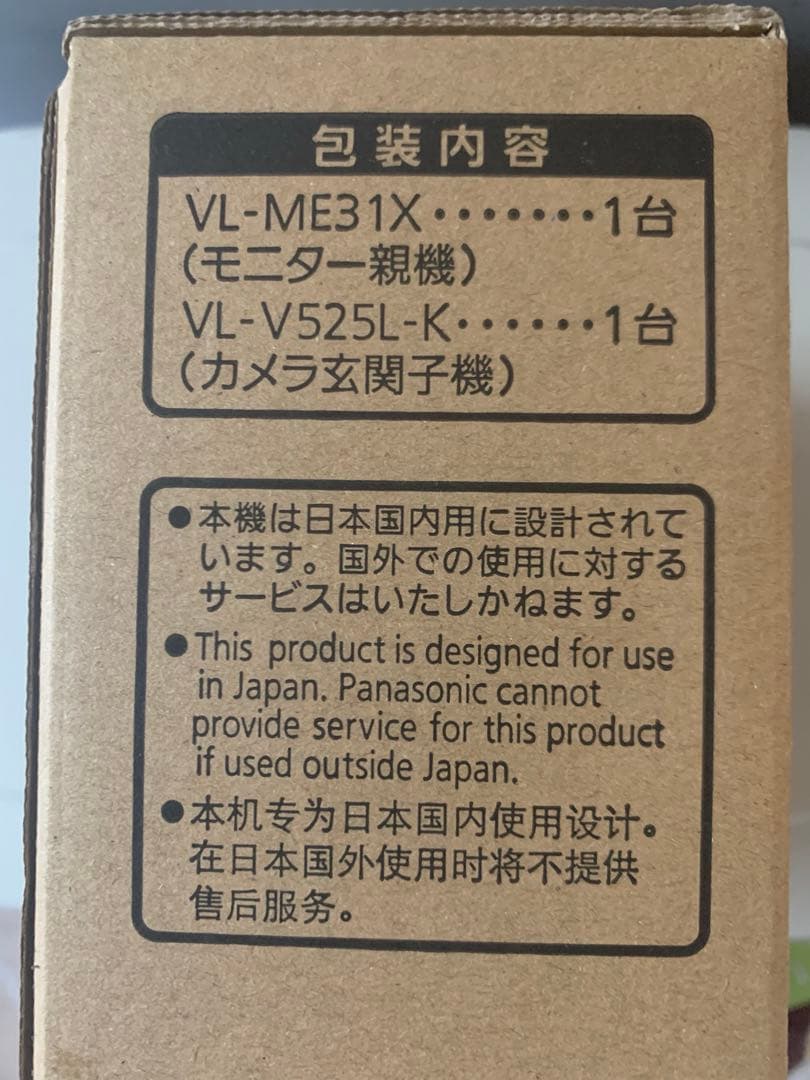 包装内容
VL-ME31X・・・・・・・1台
(モニター親機)
VL-V525L-K・・・・・・1台
(カメラ玄関子機)
●本機は日本国内用に設計されて
います。国外での使用に対する
サービスはいたしかねます。
●This product is designed for use
in Japan. Panasonic cannot
provide service for this product
if used outside Japan.
●本机专为日本国内使用设计。
在日本国外使用时将不提供
售后服务。